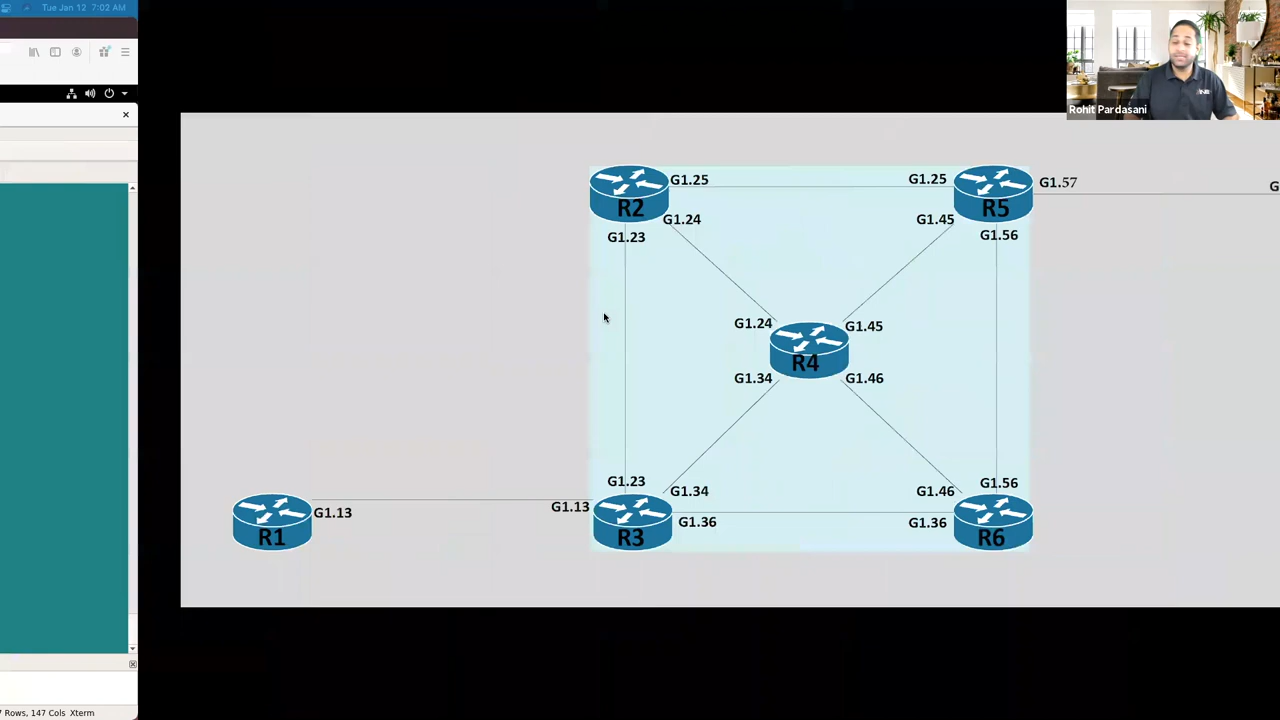 Tue Jan 12 7:02 AM
Rohit Pardasani
G1.25
G1.25
G1.57
G
R2
R5
G1.24
G1.45
G1.23
G1.56
G1.24
G1.45
R4
G1.34
G1.46
G1.23
G1.56
G1.34
G1.46
G1.13
G1.13
G1.36
G1.36
R1
R3
R6
7 Rows, 147 Cols Xterm